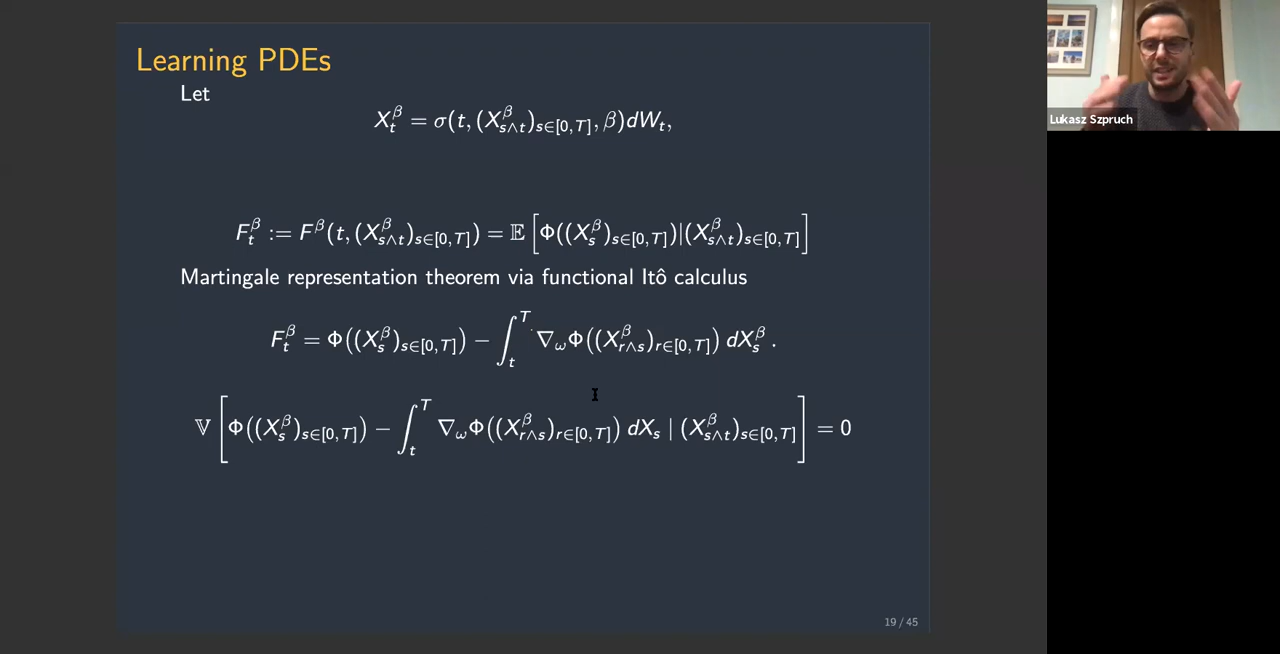 Learning PDEs
Let
X_t^β = σ(t, (X_{s∧t}^β)_{s∈[0,T]}, β)dW_t,
F_t^β := F^β(t, (X_{s∧t}^β)_{s∈[0,T]}) = 𝔼[Φ((X_s^β)_{s∈[0,T]})|(X_{s∧t}^β)_{s∈[0,T]}]
Martingale representation theorem via functional Itô calculus
F_t^β = Φ((X_s^β)_{s∈[0,T]}) − ∫_t^T ∇_ωΦ((X_{r∧s}^β)_{r∈[0,T]}) dX_s^β .
𝕍[Φ((X_s^β)_{s∈[0,T]}) − ∫_t^T ∇_ωΦ((X_{r∧s}^β)_{r∈[0,T]}) dX_s | (X_{s∧t}^β)_{s∈[0,T]}] = 0
19 / 45
Lukasz Szpruch